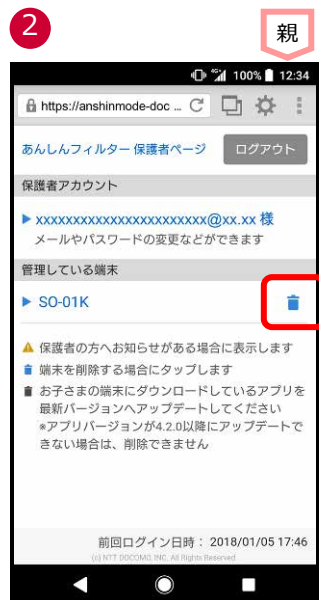 2
親
100% 12:34
https://anshinmode-doc ...
あんしんフィルター 保護者ページ
ログアウト
保護者アカウント
▶ xxxxxxxxxxxxxxxxxxxxxxx@xx.xx 様
メールやパスワードの変更などができます
管理している端末
▶ SO-01K
保護者の方へお知らせがある場合に表示します
端末を削除する場合にタップします
お子さまの端末にダウンロードしているアプリを
最新バージョンへアップデートしてください
※アプリバージョンが4.2.0以降にアップデートで
きない場合は、削除できません
前回ログイン日時： 2018/01/05 17:46
(c) NTT DOCOMO, INC. All Rights Reserved.